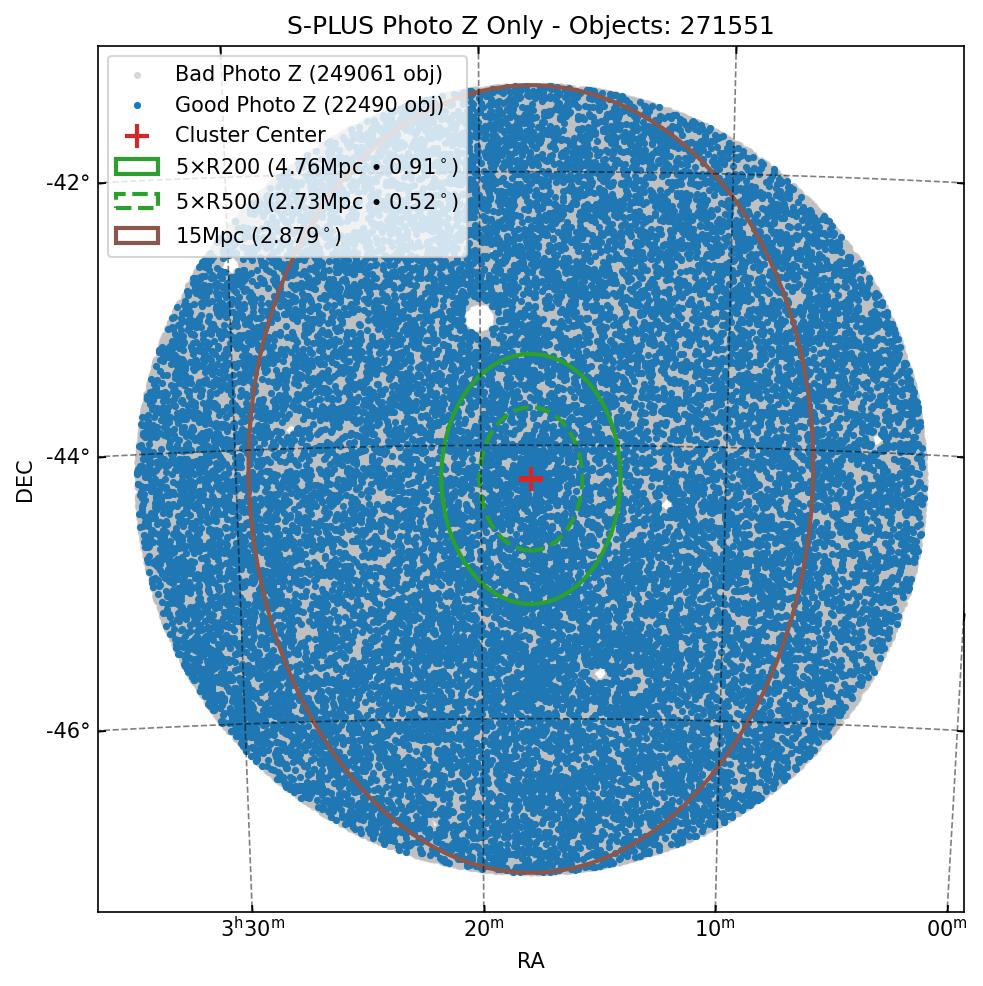 S-PLUS Photo Z Only - Objects: 271551
Bad Photo Z (249061 obj)
Good Photo Z (22490 obj)
Cluster Center
5×R200 (4.76Mpc • 0.91°)
5×R500 (2.73Mpc • 0.52°)
15Mpc (2.879°)
-42°
-44°
-46°
DEC
3ʰ30ᵐ 20ᵐ 10ᵐ 00ᵐ
RA